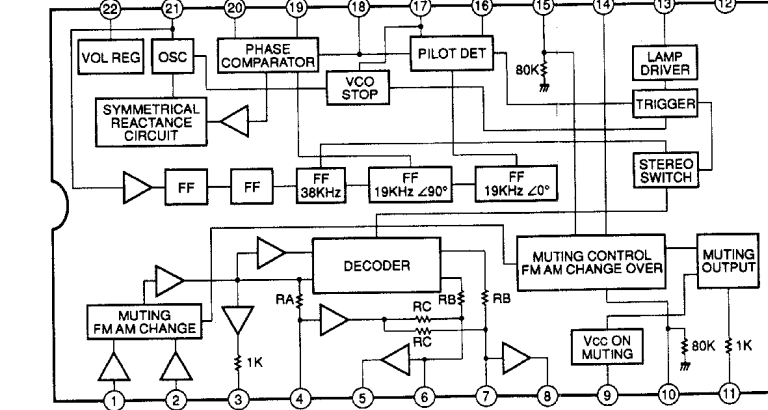 22 21 20 19 18 17 16 15 14 13 12
VOL REG
OSC
PHASE
COMPARATOR
PILOT DET
80K
LAMP
DRIVER
VCO
STOP
TRIGGER
SYMMETRICAL
REACTANCE
CIRCUIT
STEREO
SWITCH
FF
FF
FF
38KHz
FF
19KHz ∠90°
FF
19KHz ∠0°
DECODER
MUTING CONTROL
FM AM CHANGE OVER
MUTING
OUTPUT
RA
RB
RB
RC
RC
MUTING
FM AM CHANGE
1K
VCC ON
MUTING
80K
1K
1 2 3 4 5 6 7 8 9 10 11